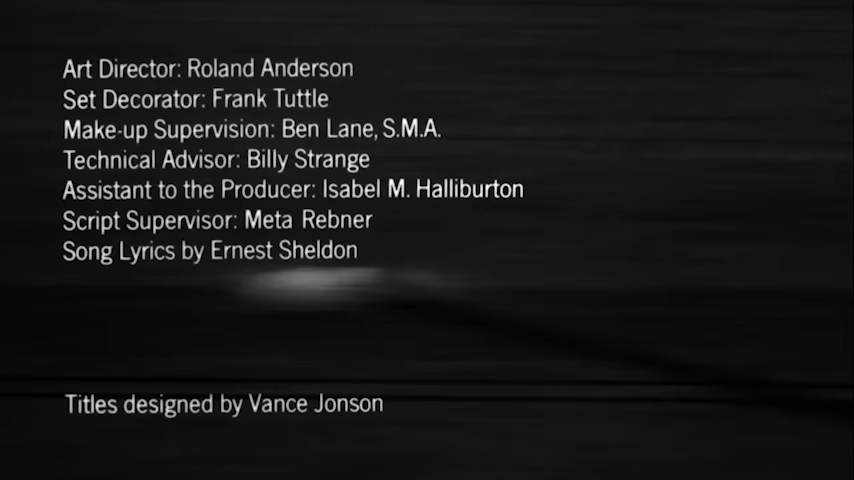 Art Director: Roland Anderson
Set Decorator: Frank Tuttle
Make-up Supervision: Ben Lane, S.M.A.
Technical Advisor: Billy Strange
Assistant to the Producer: Isabel M. Halliburton
Script Supervisor: Meta Rebner
Song Lyrics by Ernest Sheldon
Titles designed by Vance Jonson